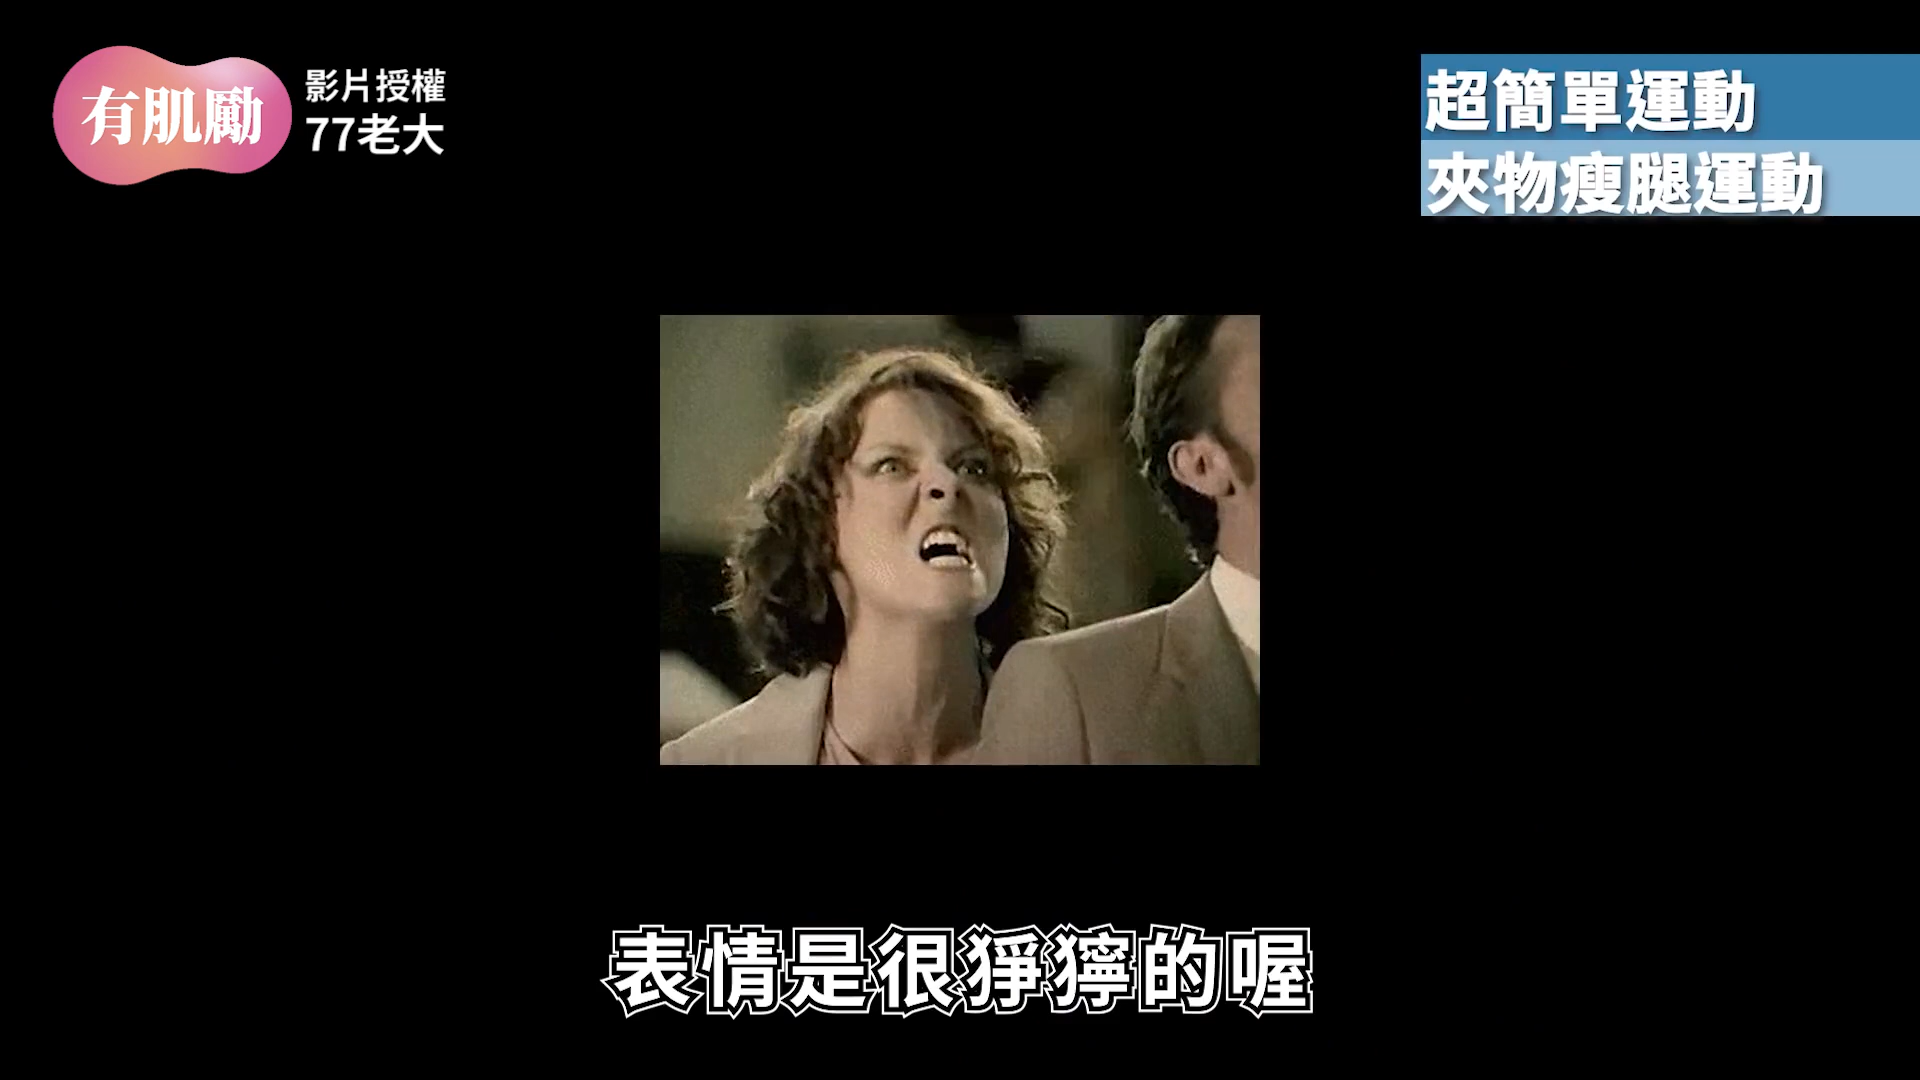 有肌勵
影片授權
77老大
超簡單運動
夾物瘦腿運動
表情是很猙獰的喔